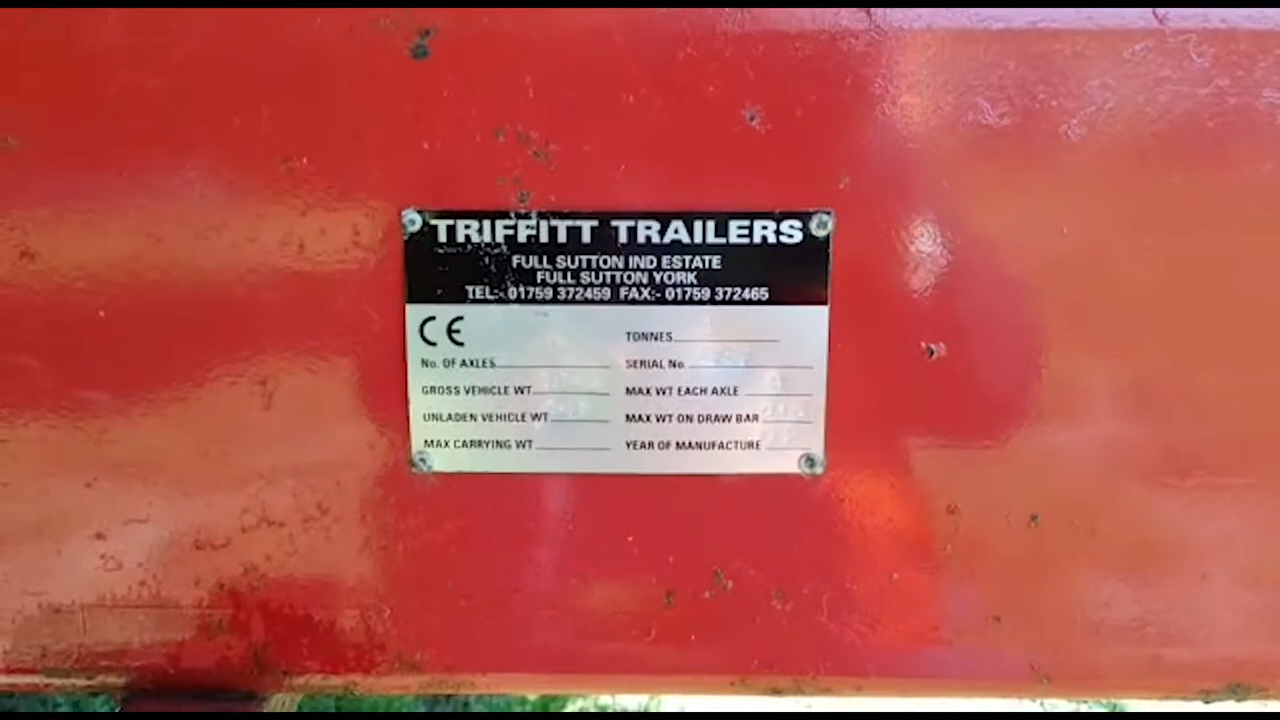 TRIFFITT TRAILERS
FULL SUTTON IND ESTATE
FULL SUTTON YORK
TEL:- 01759 372459 FAX:- 01759 372465
CE TONNES
No. OF AXLES SERIAL No.
GROSS VEHICLE WT. MAX WT EACH AXLE
UNLADEN VEHICLE WT. MAX WT ON DRAW BAR
MAX CARRYING WT YEAR OF MANUFACTURE